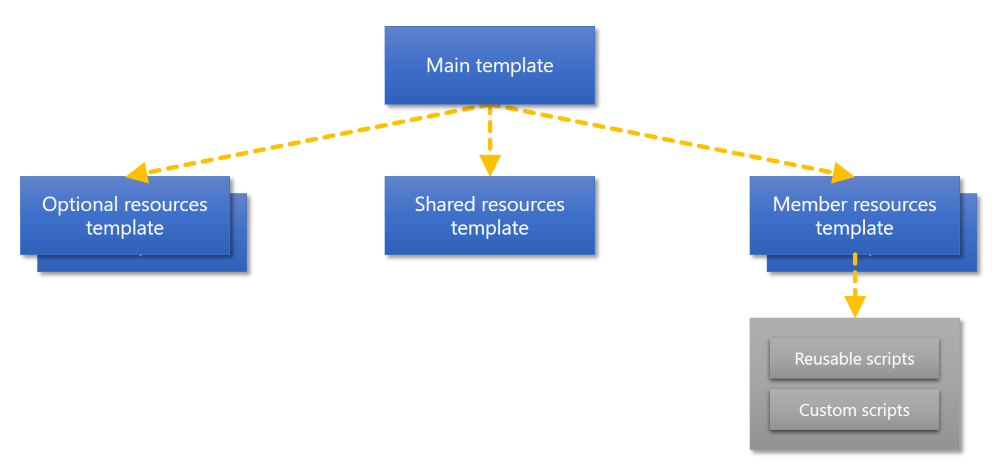 Main template
Optional resources
template
Shared resources
template
Member resources
template
Reusable scripts
Custom scripts